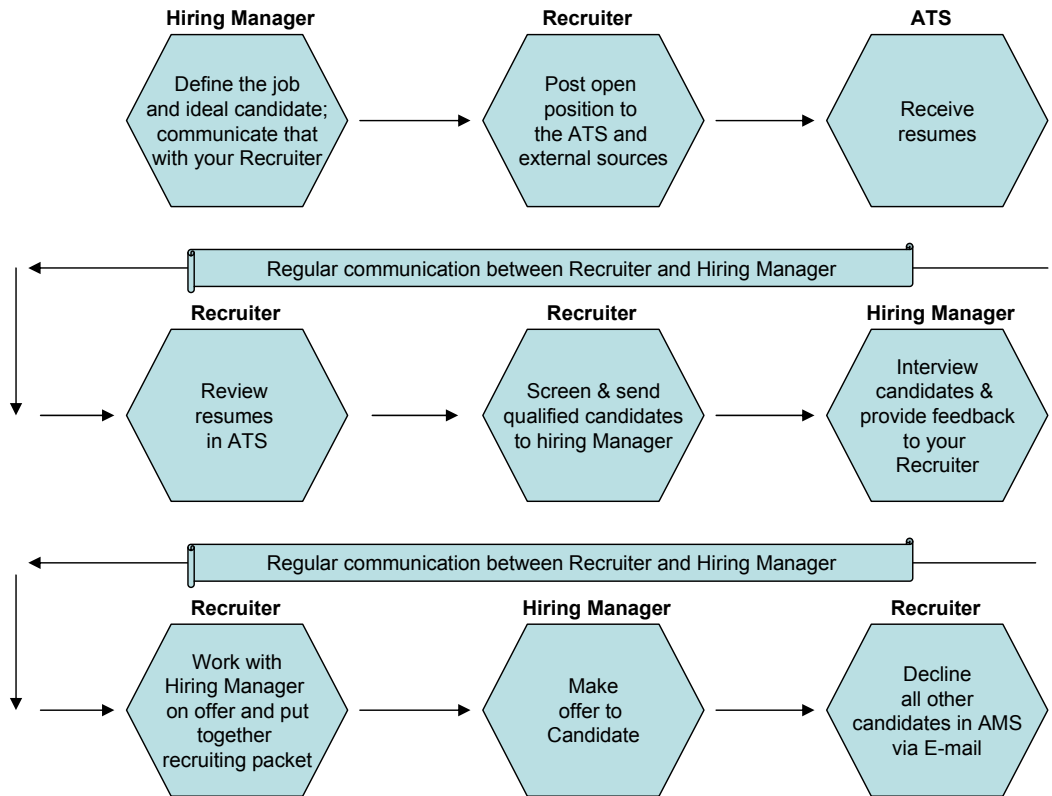 Hiring Manager
Recruiter
ATS
Define the job
and ideal candidate;
communicate that
with your Recruiter
Post open
position to
the ATS and
external sources
Receive
resumes
Regular communication between Recruiter and Hiring Manager
Recruiter
Recruiter
Hiring Manager
Review
resumes
in ATS
Screen & send
qualified candidates
to hiring Manager
Interview
candidates &
provide feedback
to your
Recruiter
Regular communication between Recruiter and Hiring Manager
Recruiter
Hiring Manager
Recruiter
Work with
Hiring Manager
on offer and put
together
recruiting packet
Make
offer to
Candidate
Decline
all other
candidates in AMS
via E-mail